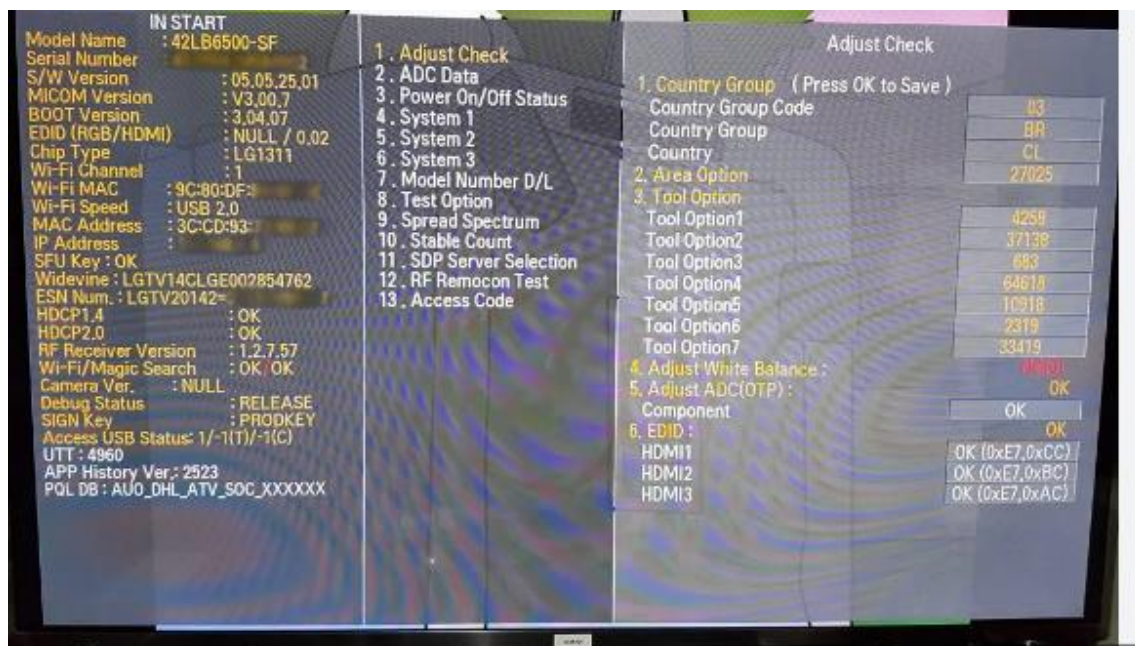 IN START
Model Name : 42LB6500-SF
Serial Number
S/W Version : 05.05.25.01
MICOM Version : V3.00.7
BOOT Version : 3.04.07
EDID (RGB/HDMI) : NULL / 0.02
Chip Type : LG1311
Wi-Fi Channel : 1
Wi-Fi MAC : 9C:80:DF:
Wi-Fi Speed : USB 2.0
MAC Address : 3C:CD:93:
IP Address :
SFU Key : OK
Widevine : LGTV14CLGE002854762
ESN Num. : LGTV20142=
HDCP1.4 : OK
HDCP2.0 : OK
RF Receiver Version : 1.2.7.57
Wi-Fi/Magic Search : OK/OK
Camera Ver. : NULL
Debug Status : RELEASE
SIGN Key : PRODKEY
Access USB Status: 1/-1(T)/-1(C)
UTT : 4960
APP History Ver.: 2523
PQL DB : AUO_DHL_ATV_SOC_XXXXXX
1 . Adjust Check
2 . ADC Data
3 . Power On/Off Status
4 . System 1
5 . System 2
6 . System 3
7 . Model Number D/L
8 . Test Option
9 . Spread Spectrum
10 . Stable Count
11 . SDP Server Selection
12 . RF Remocon Test
13 . Access Code
Adjust Check
1. Country Group ( Press OK to Save )
Country Group Code 03
Country Group BR
Country CL
2. Area Option 27025
3. Tool Option
Tool Option1 4259
Tool Option2 37138
Tool Option3 683
Tool Option4 64618
Tool Option5 10918
Tool Option6 2319
Tool Option7 33419
4. Adjust White Balance :
5. Adjust ADC(OTP) : OK
Component OK
6. EDID : OK
HDMI1 OK (0xE7,0xCC)
HDMI2 OK (0xE7,0xBC)
HDMI3 OK (0xE7,0xAC)